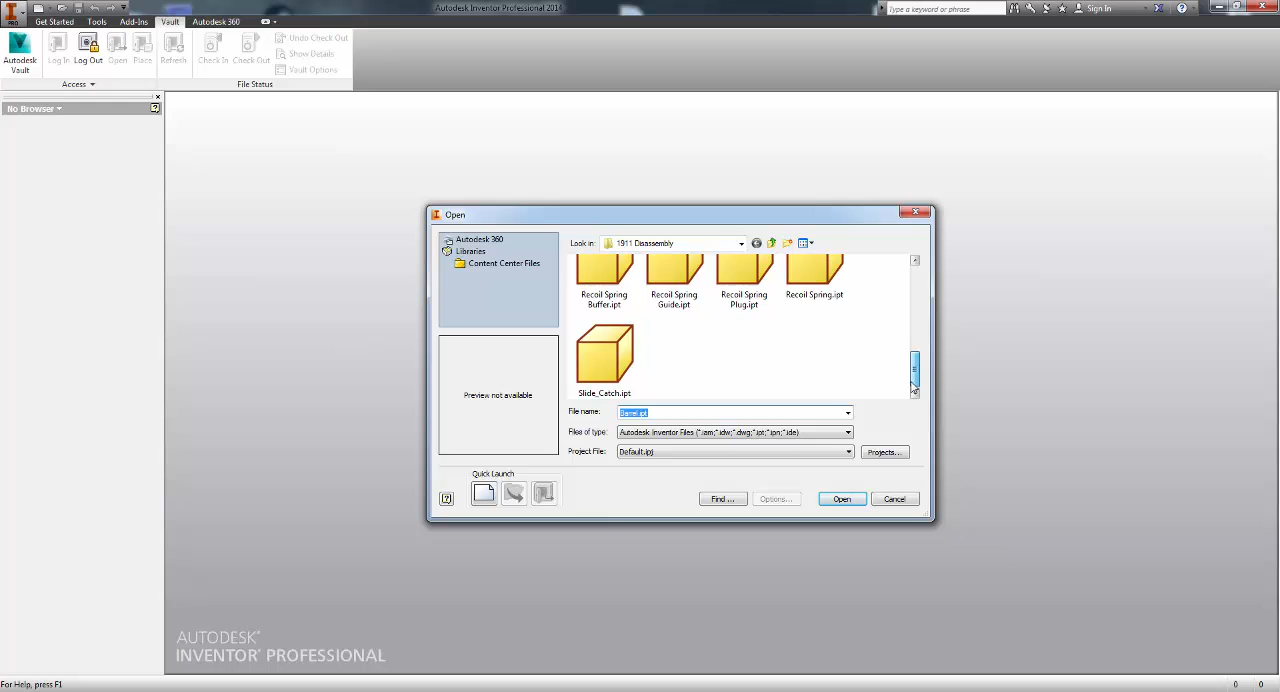 Autodesk Inventor Professional 2014
Type a keyword or phrase
Sign In
PRO
Get Started
Tools
Add-Ins
Vault
Autodesk 360
Autodesk
Vault
Log In
Log Out
Open
Place
Refresh
Check In
Check Out
Undo Check Out
Show Details
Vault Options
Access
File Status
No Browser
Open
Autodesk 360
Libraries
Content Center Files
Look in:
1911 Disassembly
Recoil Spring
Buffer.ipt
Recoil Spring
Guide.ipt
Recoil Spring
Plug.ipt
Recoil Spring.ipt
Slide_Catch.ipt
Preview not available
File name:
Barrel.ipt
Files of type:
Autodesk Inventor Files (*.iam;*.idw;*.dwg;*.ipt;*.ipn;*.ide)
Project File:
Default.ipj
Projects...
Quick Launch
Find ...
Options...
Open
Cancel
AUTODESK®
INVENTOR® PROFESSIONAL
For Help, press F1
0
0